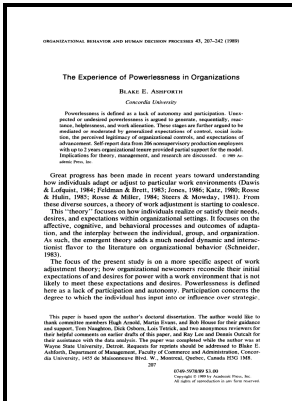 ORGANIZATIONAL BEHAVIOR AND HUMAN DECISION PROCESSES 43, 207–242 (1989)
The Experience of Powerlessness in Organizations
BLAKE E. ASHFORTH
Concordia University
Powerlessness is defined as a lack of autonomy and participation. Unex-
pected or undesired powerlessness is argued to generate, sequentially, reac-
tance, helplessness, and work alienation. These stages are further argued to be
mediated or moderated by generalized expectations of control, social isola-
tion, the perceived legitimacy of organizational controls, and expectations of
advancement. Self-report data from 206 nonsupervisory production employees
with up to 2 years organizational tenure provided partial support for the model.
Implications for theory, management, and research are discussed. © 1989 Ac-
ademic Press, Inc.
Great progress has been made in recent years toward understanding
how individuals adapt or adjust to particular work environments (Dawis
& Lofquist, 1984; Feldman & Brett, 1983; Jones, 1986; Katz, 1980; Rosse
& Hulin, 1985; Rosse & Miller, 1984; Steers & Mowday, 1981). From
these diverse sources, a theory of work adjustment is starting to coalesce.
This "theory" focuses on how individuals realize or satisfy their needs,
desires, and expectations within organizational settings. It focuses on the
affective, cognitive, and behavioral processes and outcomes of adapta-
tion, and the interplay between the individual, group, and organization.
As such, the emergent theory adds a much needed dynamic and interac-
tionist flavor to the literature on organizational behavior (Schneider,
1983).
The focus of the present study is on a more specific aspect of work
adjustment theory; how organizational newcomers reconcile their initial
expectations and desires for power with a work environment that is not
likely to meet these expectations and desires. Powerlessness is defined
here as a lack of participation and autonomy. Participation concerns the
degree to which the individual has input into or influence over strategic
This paper is based upon the author's doctoral dissertation. The author would like to
thank committee members Hugh Arnold, Martin Evans, and Bob House for their guidance
and support, Tom Naughton, Dick Osborn, Lois Tetrick, and two anonymous reviewers for
their helpful comments on earlier drafts of this paper, and Ray Lee and Dennis Outcalt for
their assistance with the data analysis. The paper was completed while the author was at
Wayne State University, Detroit. Requests for reprints should be addressed to Blake E.
Ashforth, Department of Management, Faculty of Commerce and Administration, Concor-
dia University, 1455 de Maisonneuve Blvd. W., Montreal, Quebec, Canada H3G 1M8.
207
0749-5978/89 $3.00
Copyright © 1989 by Academic Press, Inc.
All rights of reproduction in any form reserved.